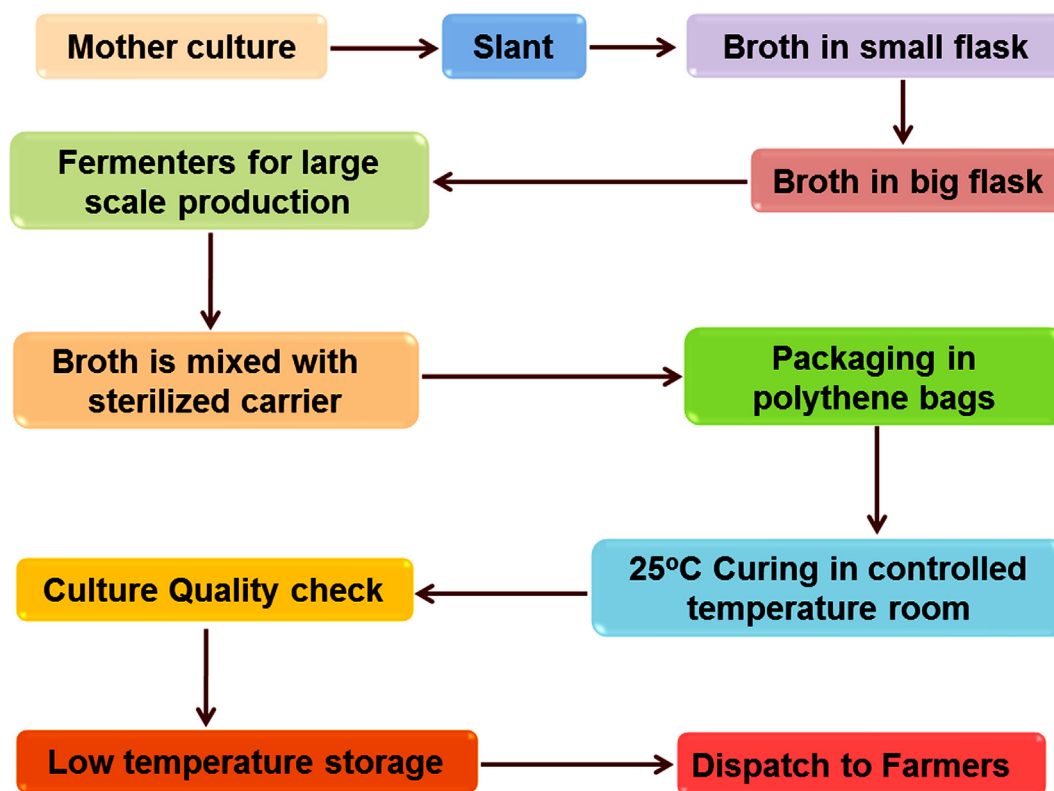 Mother culture
Slant
Broth in small flask
Broth in big flask
Fermenters for large
scale production
Broth is mixed with
sterilized carrier
Packaging in
polythene bags
25ºC Curing in controlled
temperature room
Culture Quality check
Low temperature storage
Dispatch to Farmers